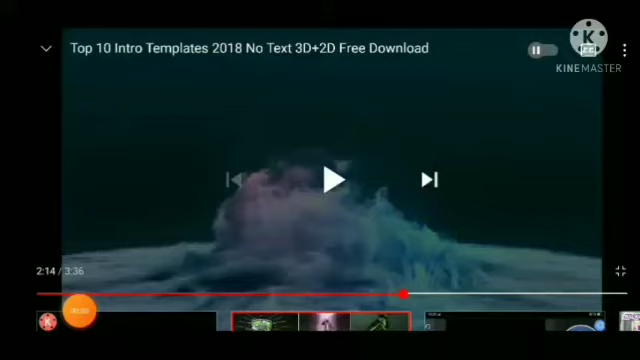 Top 10 Intro Templates 2018 No Text 3D+2D Free Download
K
KINEMASTER
2:14 / 3:36
K